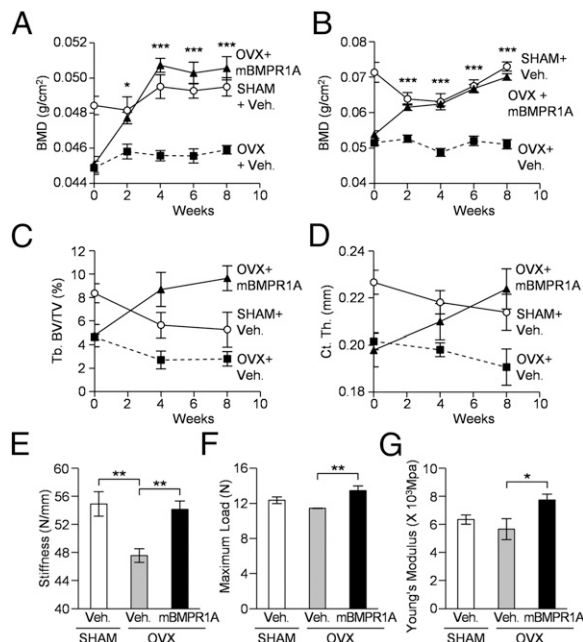 A
BMD (g/cm²)
0.052
0.050
0.048
0.046
0.044
* *** *** ***
OVX+
mBMPR1A
SHAM
+ Veh.
OVX
+ Veh.
0 2 4 6 8 10
Weeks
B
BMD (g/cm²)
0.08
0.07
0.06
0.05
0.04
*** *** *** ***
SHAM+
Veh.
OVX +
mBMPR1A
OVX+
Veh.
0 2 4 6 8 10
Weeks
C
Tb. BV/TV (%)
12
10
8
6
4
2
0
OVX+
mBMPR1A
SHAM+
Veh.
OVX+
Veh.
0 2 4 6 8 10
Weeks
D
Ct. Th. (mm)
0.24
0.22
0.20
0.18
OVX+
mBMPR1A
SHAM+
Veh.
OVX+
Veh.
0 2 4 6 8 10
Weeks
E
Stiffness (N/mm)
60
56
52
48
44
40
** **
Veh. Veh. mBMPR1A
SHAM OVX
F
Maximum Load (N)
16
12
8
4
0
**
Veh. Veh. mBMPR1A
SHAM OVX
G
Young's Modulus (X 10³Mpa)
10
8
6
4
2
0
*
Veh. Veh. mBMPR1A
SHAM OVX